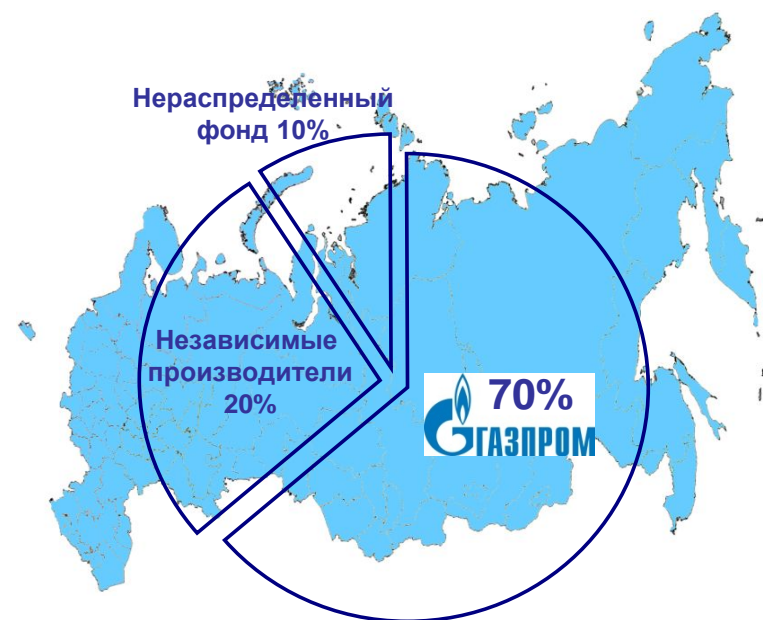 Нераспределенный
фонд 10%
Независимые
производители
20%
70%
ГАЗПРОМ